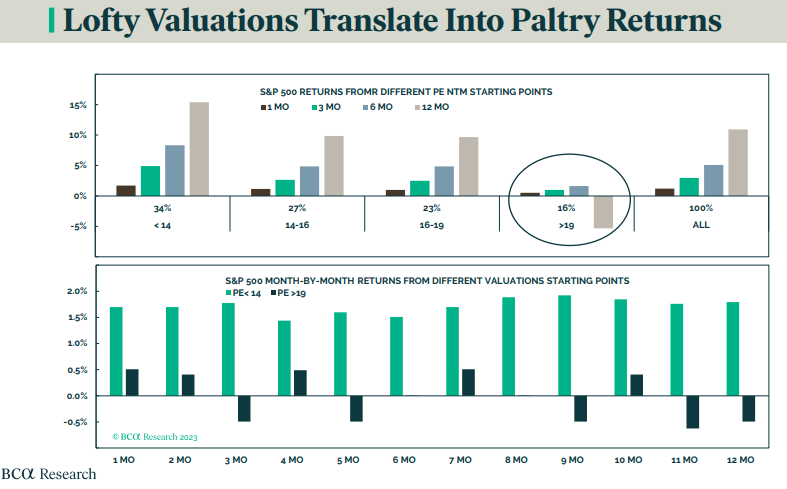 Lofty Valuations Translate Into Paltry Returns
S&P 500 RETURNS FROMR DIFFERENT PE NTM STARTING POINTS
1 MO 3 MO 6 MO 12 MO
15%
10%
5%
0%
-5%
34% 27% 23% 16% 100%
< 14 14-16 16-19 >19 ALL
S&P 500 MONTH-BY-MONTH RETURNS FROM DIFFERENT VALUATIONS STARTING POINTS
PE< 14 PE >19
2.0%
1.5%
1.0%
0.5%
0.0%
-0.5%
© BCα Research 2023
1 MO 2 MO 3 MO 4 MO 5 MO 6 MO 7 MO 8 MO 9 MO 10 MO 11 MO 12 MO
BCα Research